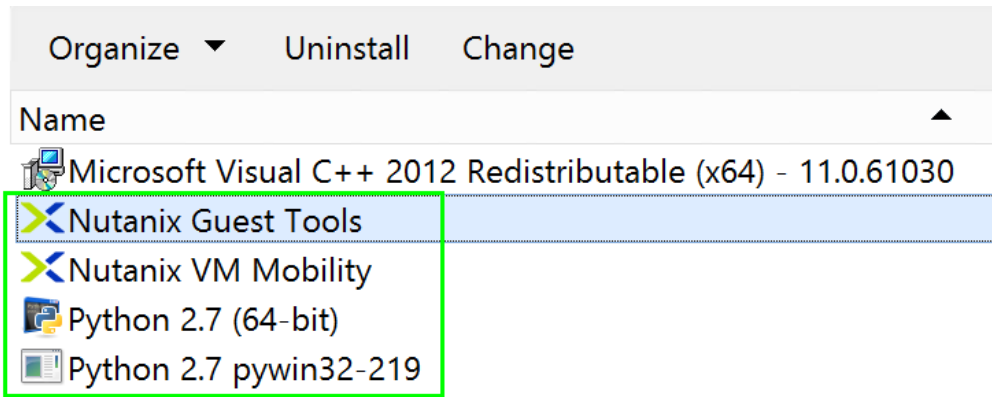 Organize Uninstall Change
Name
Microsoft Visual C++ 2012 Redistributable (x64) - 11.0.61030
Nutanix Guest Tools
Nutanix VM Mobility
Python 2.7 (64-bit)
Python 2.7 pywin32-219